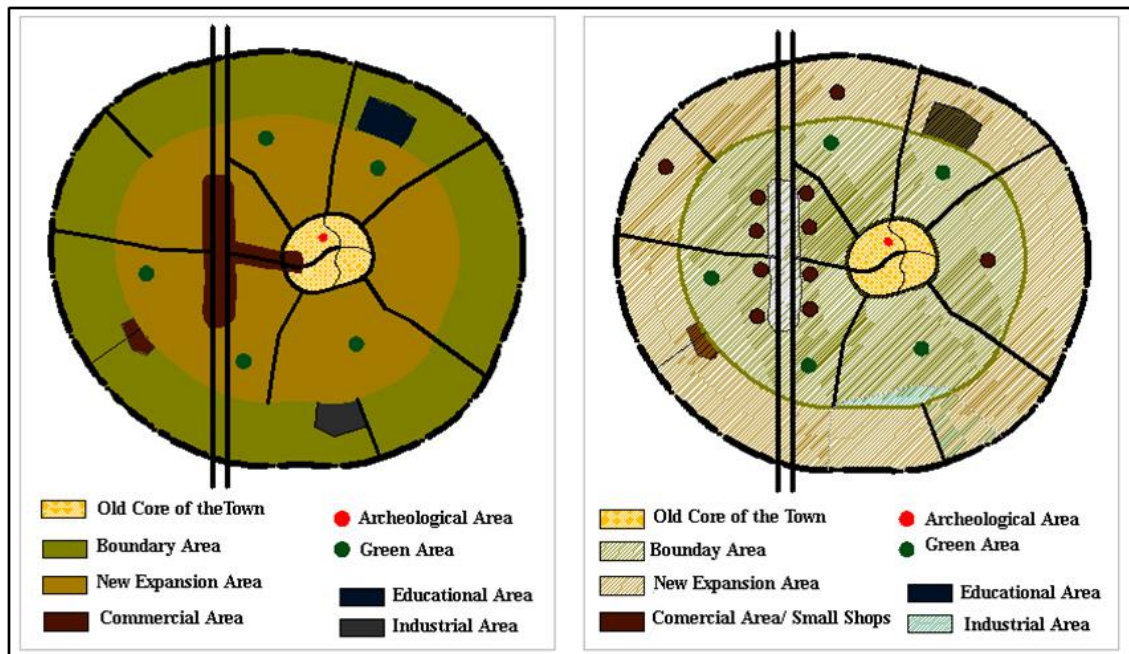 Old Core of the Town
Boundary Area
New Expansion Area
Commercial Area
Archeological Area
Green Area
Educational Area
Industrial Area
Old Core of the Town
Bounday Area
New Expansion Area
Comercial Area/ Small Shops
Archeological Area
Green Area
Educational Area
Industrial Area